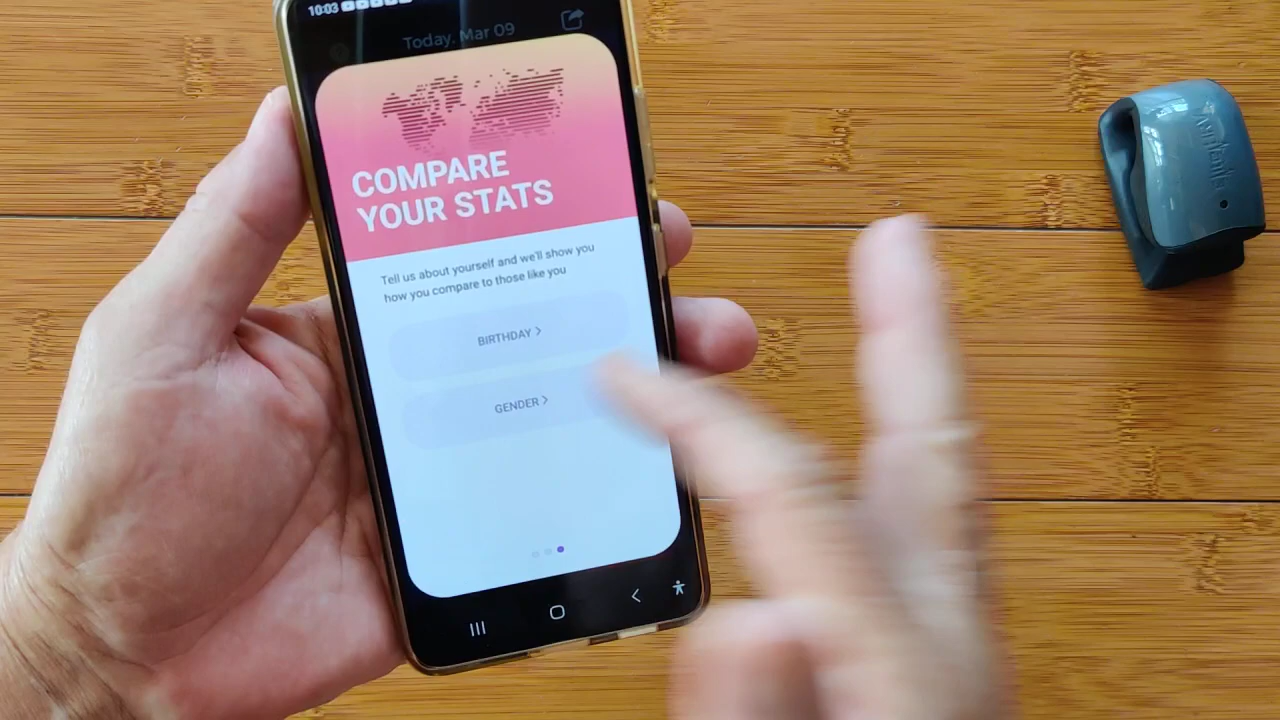 10:03
Today, Mar 09
COMPARE
YOUR STATS
Tell us about yourself and we'll show you
how you compare to those like you
BIRTHDAY >
GENDER >